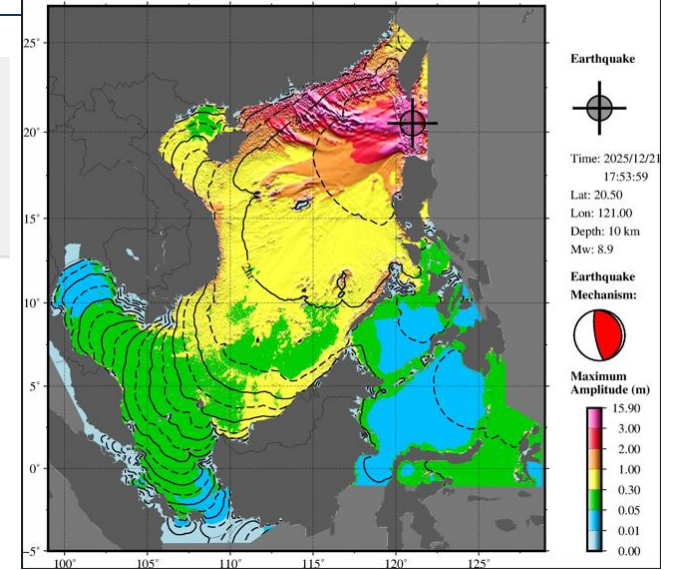 25°
20°
15°
10°
5°
0°
−5°
100°
105°
110°
115°
120°
125°
Earthquake
Time: 2025/12/21
17:53:59
Lat: 20.50
Lon: 121.00
Depth: 10 km
Mw: 8.9
Earthquake
Mechanism:
Maximum
Amplitude (m)
15.90
3.00
2.00
1.00
0.30
0.05
0.01
0.00